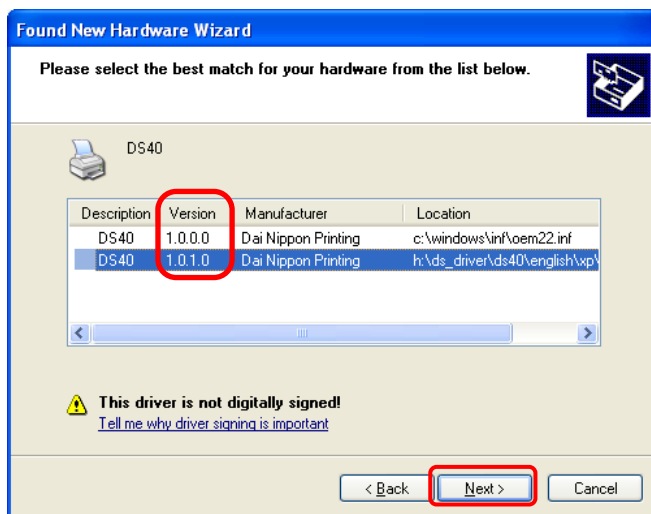 Found New Hardware Wizard
Please select the best match for your hardware from the list below.
DS40
Description Version Manufacturer Location
DS40 1.0.0.0 Dai Nippon Printing c:\windows\inf\oem22.inf
DS40 1.0.1.0 Dai Nippon Printing h:\ds_driver\ds40\english\xp\
This driver is not digitally signed!
Tell me why driver signing is important
< Back Next > Cancel